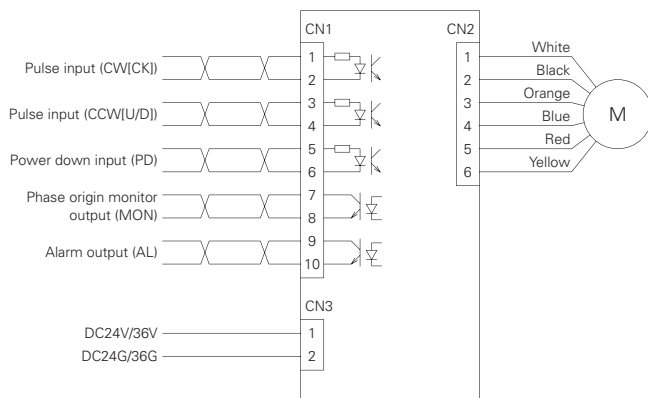 CN1
CN2
1
2
3
4
5
6
7
8
9
10
Pulse input (CW[CK])
Pulse input (CCW[U/D])
Power down input (PD)
Phase origin monitor
output (MON)
Alarm output (AL)
1
2
3
4
5
6
White
Black
Orange
Blue
Red
Yellow
M
CN3
DC24V/36V
1
DC24G/36G
2